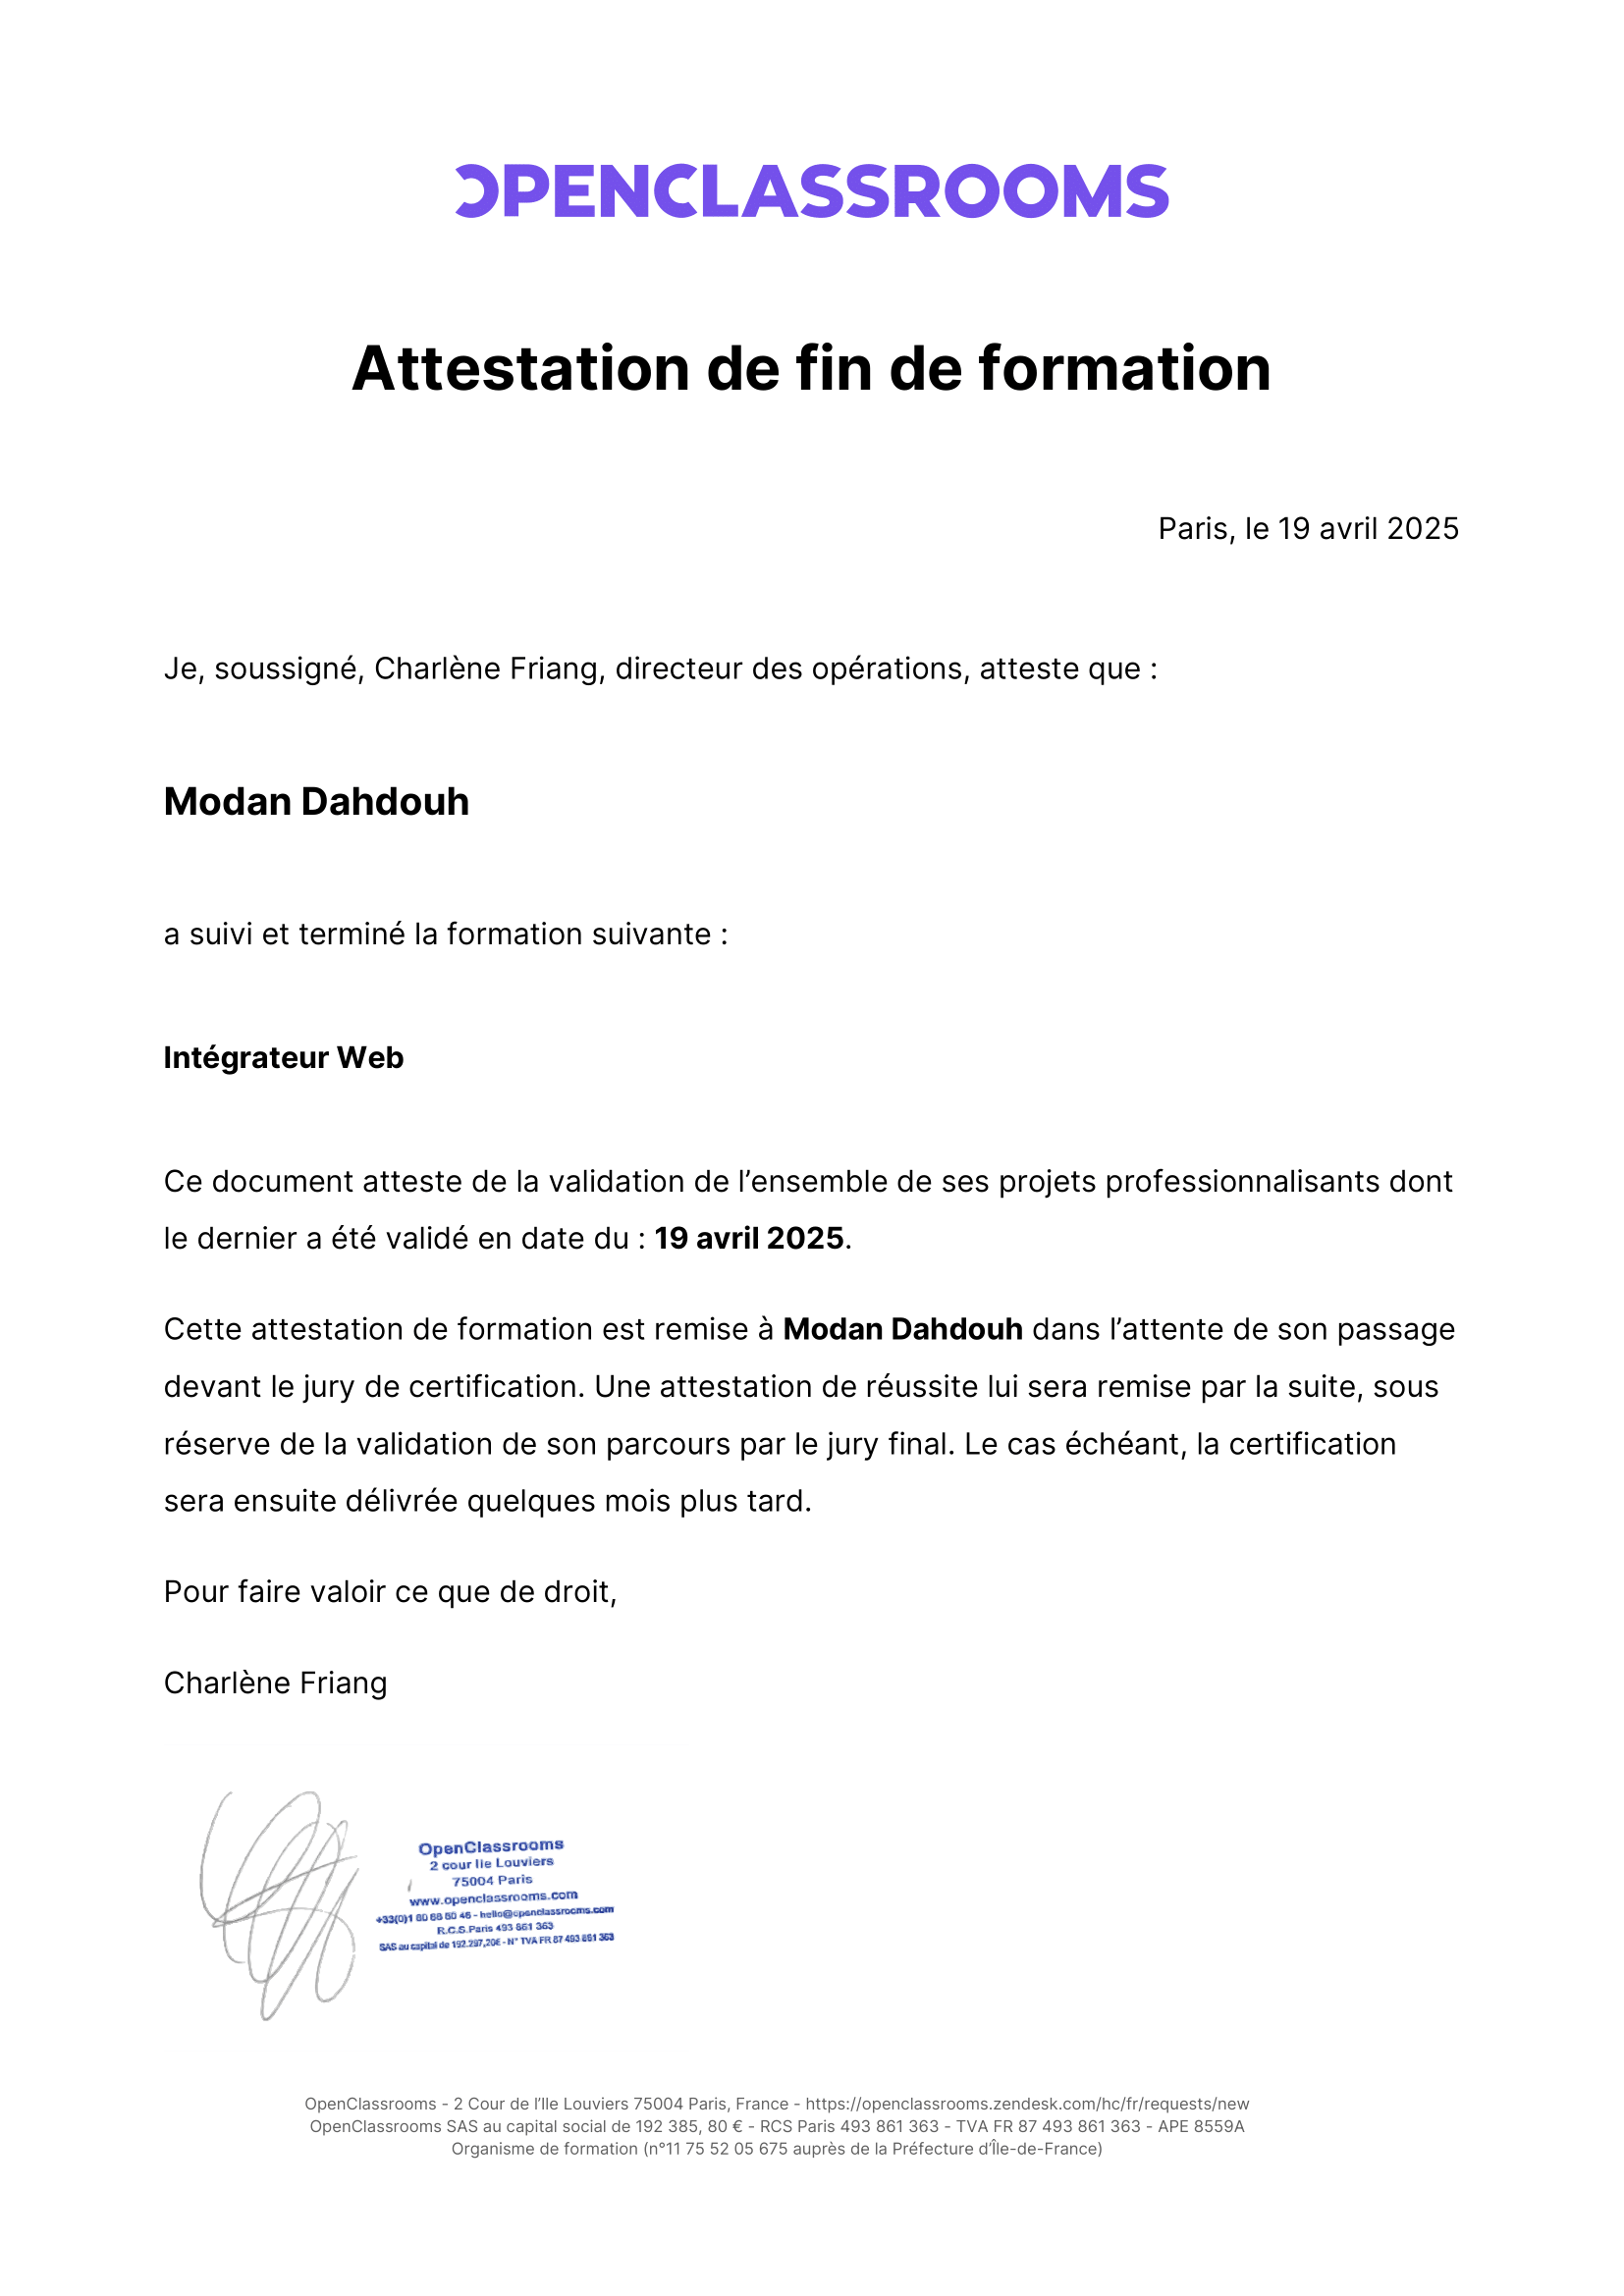 OPENCLASSROOMS
Attestation de fin de formation
Paris, le 19 avril 2025
Je, soussigné, Charlène Friang, directeur des opérations, atteste que :
Modan Dahdouh
a suivi et terminé la formation suivante :
Intégrateur Web
Ce document atteste de la validation de l’ensemble de ses projets professionnalisants dont
le dernier a été validé en date du : 19 avril 2025.
Cette attestation de formation est remise à Modan Dahdouh dans l’attente de son passage
devant le jury de certification. Une attestation de réussite lui sera remise par la suite, sous
réserve de la validation de son parcours par le jury final. Le cas échéant, la certification
sera ensuite délivrée quelques mois plus tard.
Pour faire valoir ce que de droit,
Charlène Friang
OpenClassrooms
2 cour Ile Louviers
75004 Paris
www.openclassrooms.com
+33(0)1 80 88 80 46 - hello@openclassrooms.com
R.C.S.Paris 493 861 363
SAS au capital de 192.297,20€ - N° TVA FR 87 493 861 363
OpenClassrooms - 2 Cour de l’Ile Louviers 75004 Paris, France - https://openclassrooms.zendesk.com/hc/fr/requests/new
OpenClassrooms SAS au capital social de 192 385, 80 € - RCS Paris 493 861 363 - TVA FR 87 493 861 363 - APE 8559A
Organisme de formation (n°11 75 52 05 675 auprès de la Préfecture d’Île-de-France)